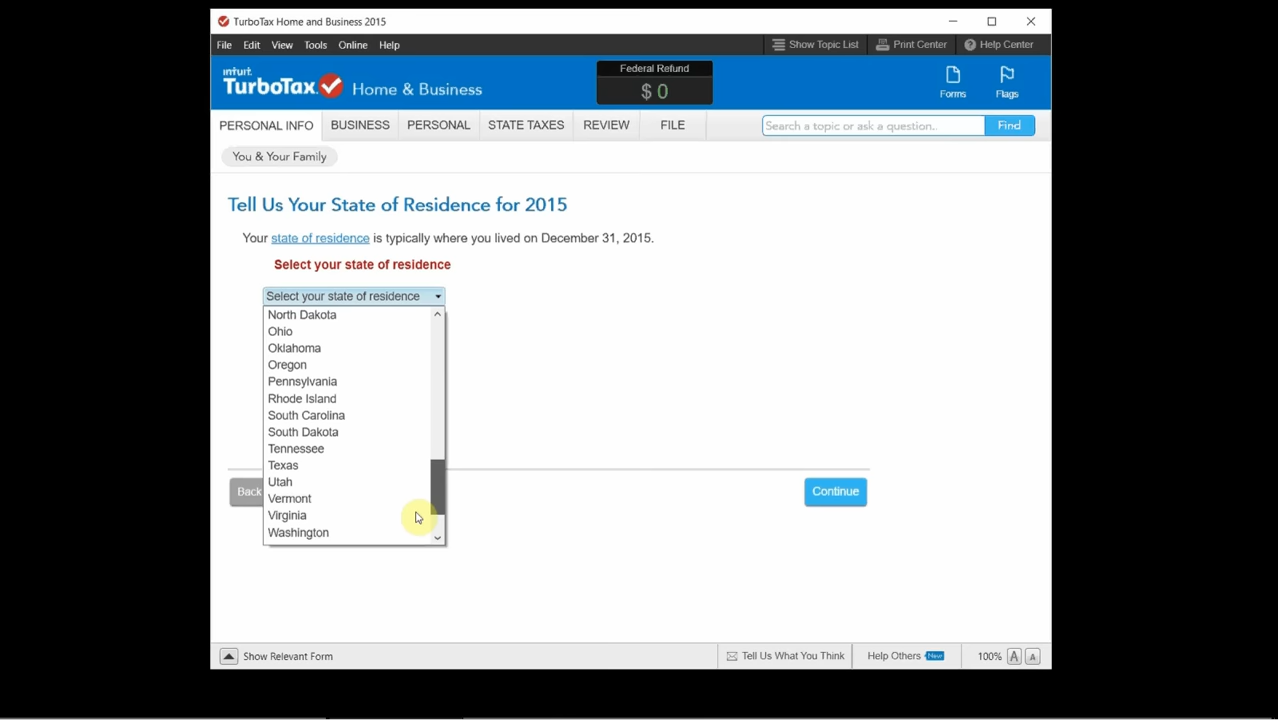 TurboTax Home and Business 2015
File Edit View Tools Online Help Show Topic List Print Center Help Center
intuit.
TurboTax. Home & Business
Federal Refund
$ 0
Forms Flags
PERSONAL INFO BUSINESS PERSONAL STATE TAXES REVIEW FILE Search a topic or ask a question.. Find
You & Your Family
Tell Us Your State of Residence for 2015
Your state of residence is typically where you lived on December 31, 2015.
Select your state of residence
Select your state of residence
North Dakota
Ohio
Oklahoma
Oregon
Pennsylvania
Rhode Island
South Carolina
South Dakota
Tennessee
Texas
Utah
Vermont
Virginia
Washington
Back Continue
Show Relevant Form Tell Us What You Think Help Others New 100% A A